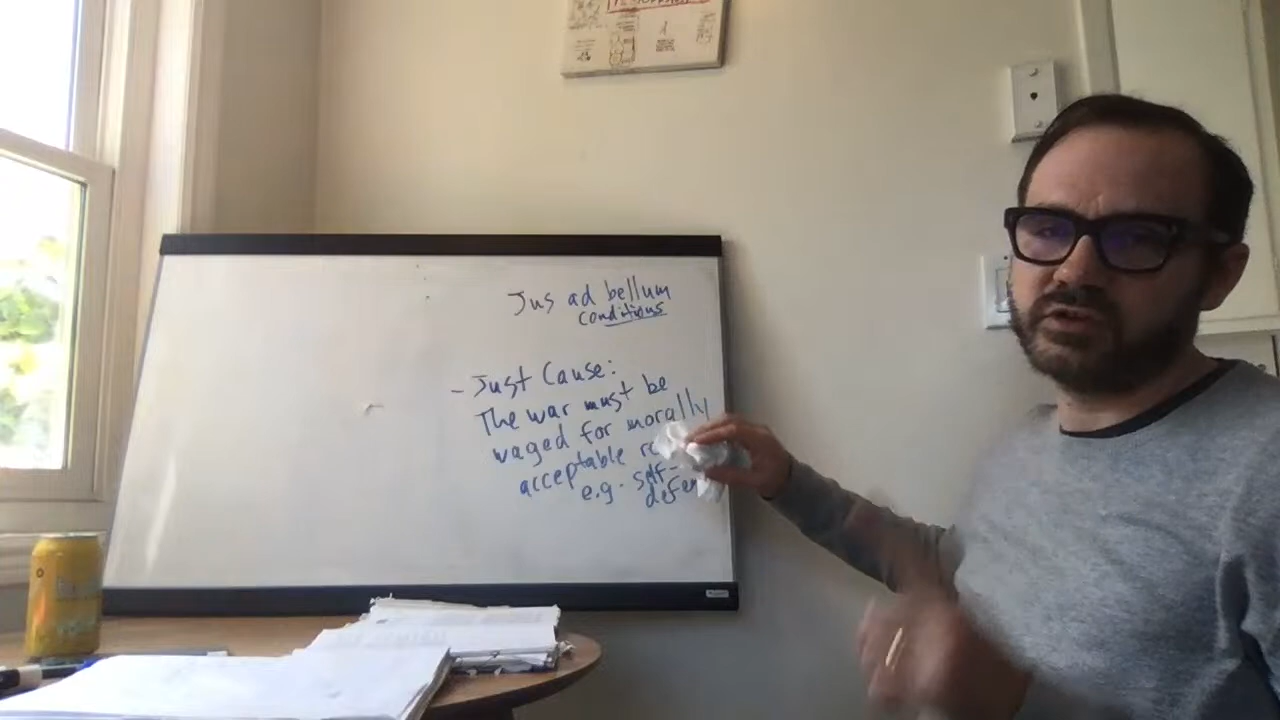 Jus ad bellum
conditions
- Just Cause:
The war must be
waged for morally
acceptable
e.g. self-